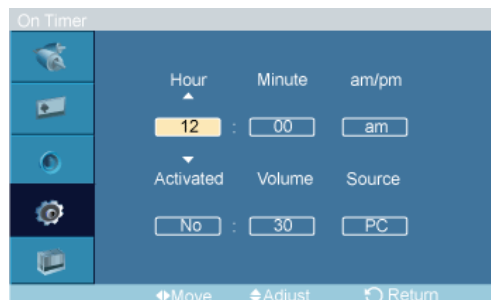 On Timer
Hour Minute am/pm
12 : 00 am
Activated Volume Source
No : 30 PC
Move Adjust Return